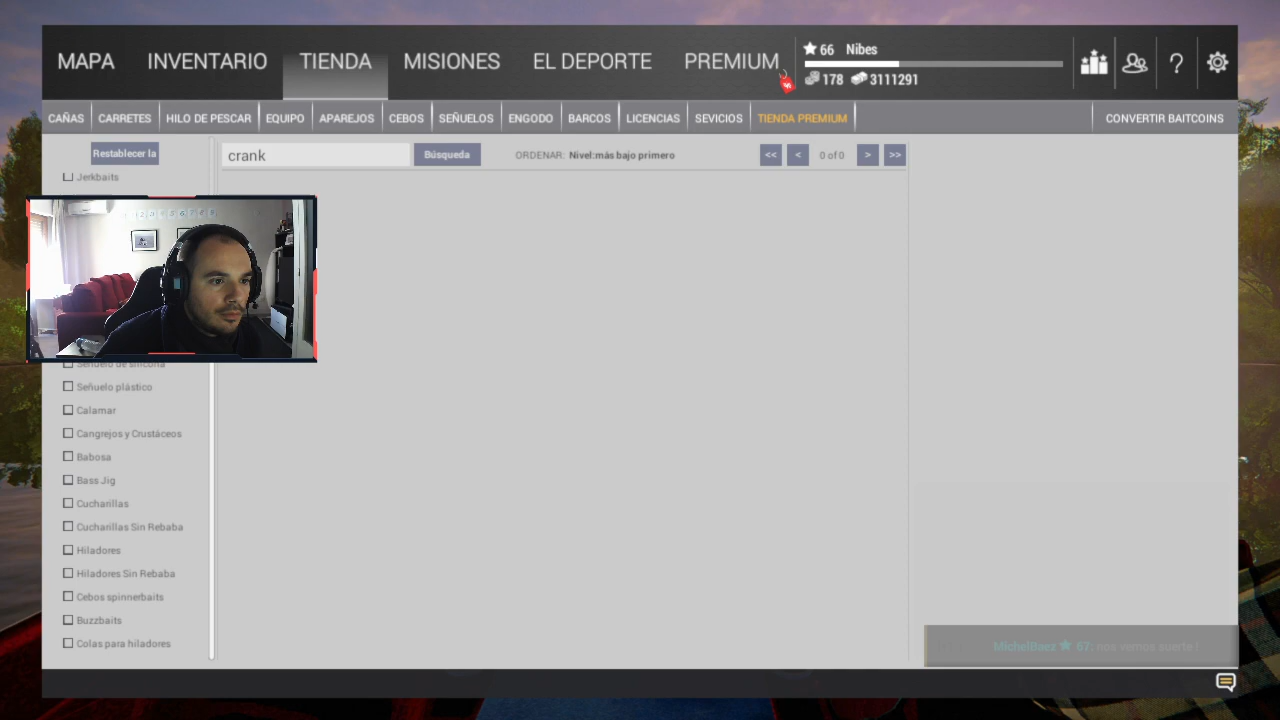 MAPA
INVENTARIO
TIENDA
MISIONES
EL DEPORTE
PREMIUM
66 Nibes
178 3111291
CAÑAS
CARRETES
HILO DE PESCAR
EQUIPO
APAREJOS
CEBOS
SEÑUELOS
ENGODO
BARCOS
LICENCIAS
SEVICIOS
TIENDA PREMIUM
CONVERTIR BAITCOINS
Restablecer la
crank
Búsqueda
ORDENAR: Nivel:más bajo primero
<<
<
0 of 0
>
>>
Jerkbaits
Señuelo de silicona
Señuelo plástico
Calamar
Cangrejos y Crustáceos
Babosa
Bass Jig
Cucharillas
Cucharillas Sin Rebaba
Hiladores
Hiladores Sin Rebaba
Cebos spinnerbaits
Buzzbaits
Colas para hiladores
MichelBaez ★ 67: nos vemos suerte !